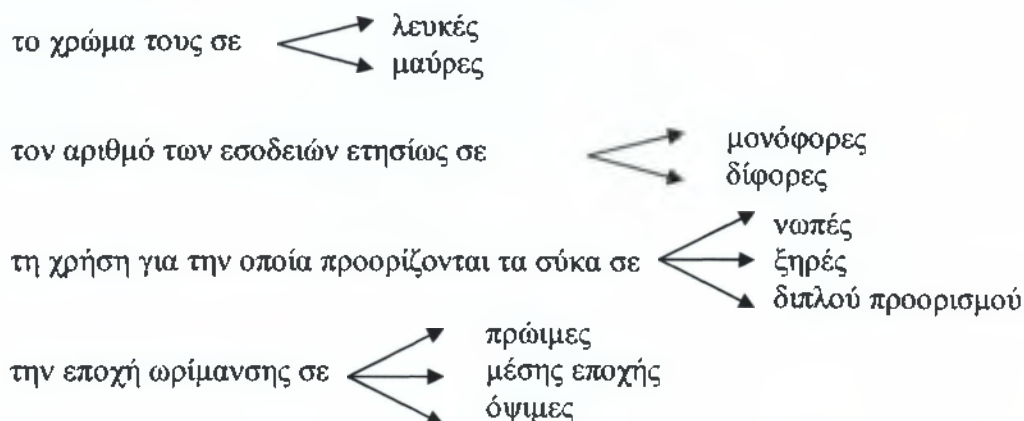 λευκές
το χρώμα τους σε
μαύρες
μονόφορες
τον αριθμό των εσοδειών ετησίως σε
δίφορες
νωπές
τη χρήση για την οποία προορίζονται τα σύκα σε
ξηρές
διπλού προορισμού
πρώιμες
την εποχή ωρίμανσης σε
μέσης εποχής
όψιμες